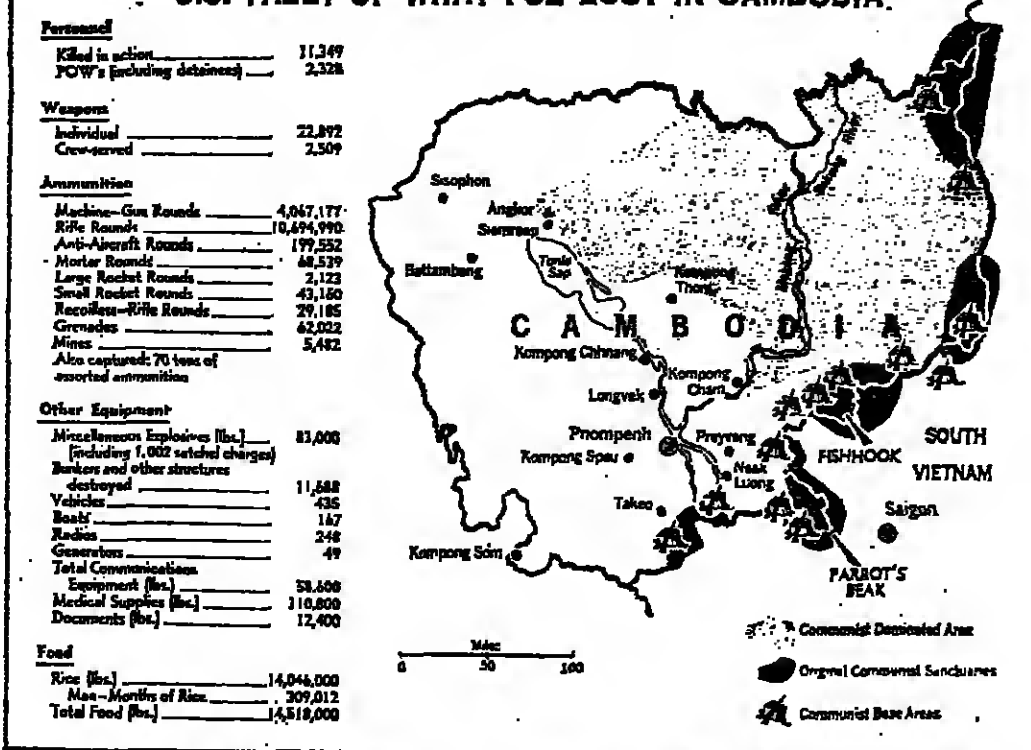 U.S. TALLY OF WHAT FOE LOST IN CAMBODIA
Personnel
Killed in action 11,349
POW's (including detainees) 2,328
Weapons
Individual 22,892
Crew-served 2,509
Ammunition
Machine-Gun Rounds 4,067,177
Rifle Rounds 10,694,990
Anti-Aircraft Rounds 199,552
Mortar Rounds 68,539
Large Rocket Rounds 2,123
Small Rocket Rounds 43,160
Recoilless-Rifle Rounds 29,185
Grenades 62,022
Mines 5,482
Also captured: 70 tons of
assorted ammunition
Other Equipment
Miscellaneous Explosives (lbs.) 83,000
(including 1,002 satchel charges)
Bunkers and other structures
destroyed 11,688
Vehicles 435
Boats 167
Radios 248
Generators 49
Total Communications
Equipment (lbs.) 58,600
Medical Supplies (lbs.) 110,800
Documents (lbs.) 12,400
Food
Rice (lbs.) 14,046,000
Man-Months of Rice 309,012
Total Food (lbs.) 14,518,000
Sisophon
Angkor
Siemreap
Battambang
Tonle
Sap
Kompong
Thom
Mekong River
CAMBODIA
Kompong Chhnang
Kompong
Cham
Longvek
Pnompenh
Preyveng
Kompong Speu
Neak
Luong
Takeo
Kompong Som
FISHHOOK
SOUTH
VIETNAM
Saigon
PARROT'S
BEAK
Miles
0 50 100
Communist Dominated Area
Original Communist Sanctuaries
Communist Base Areas